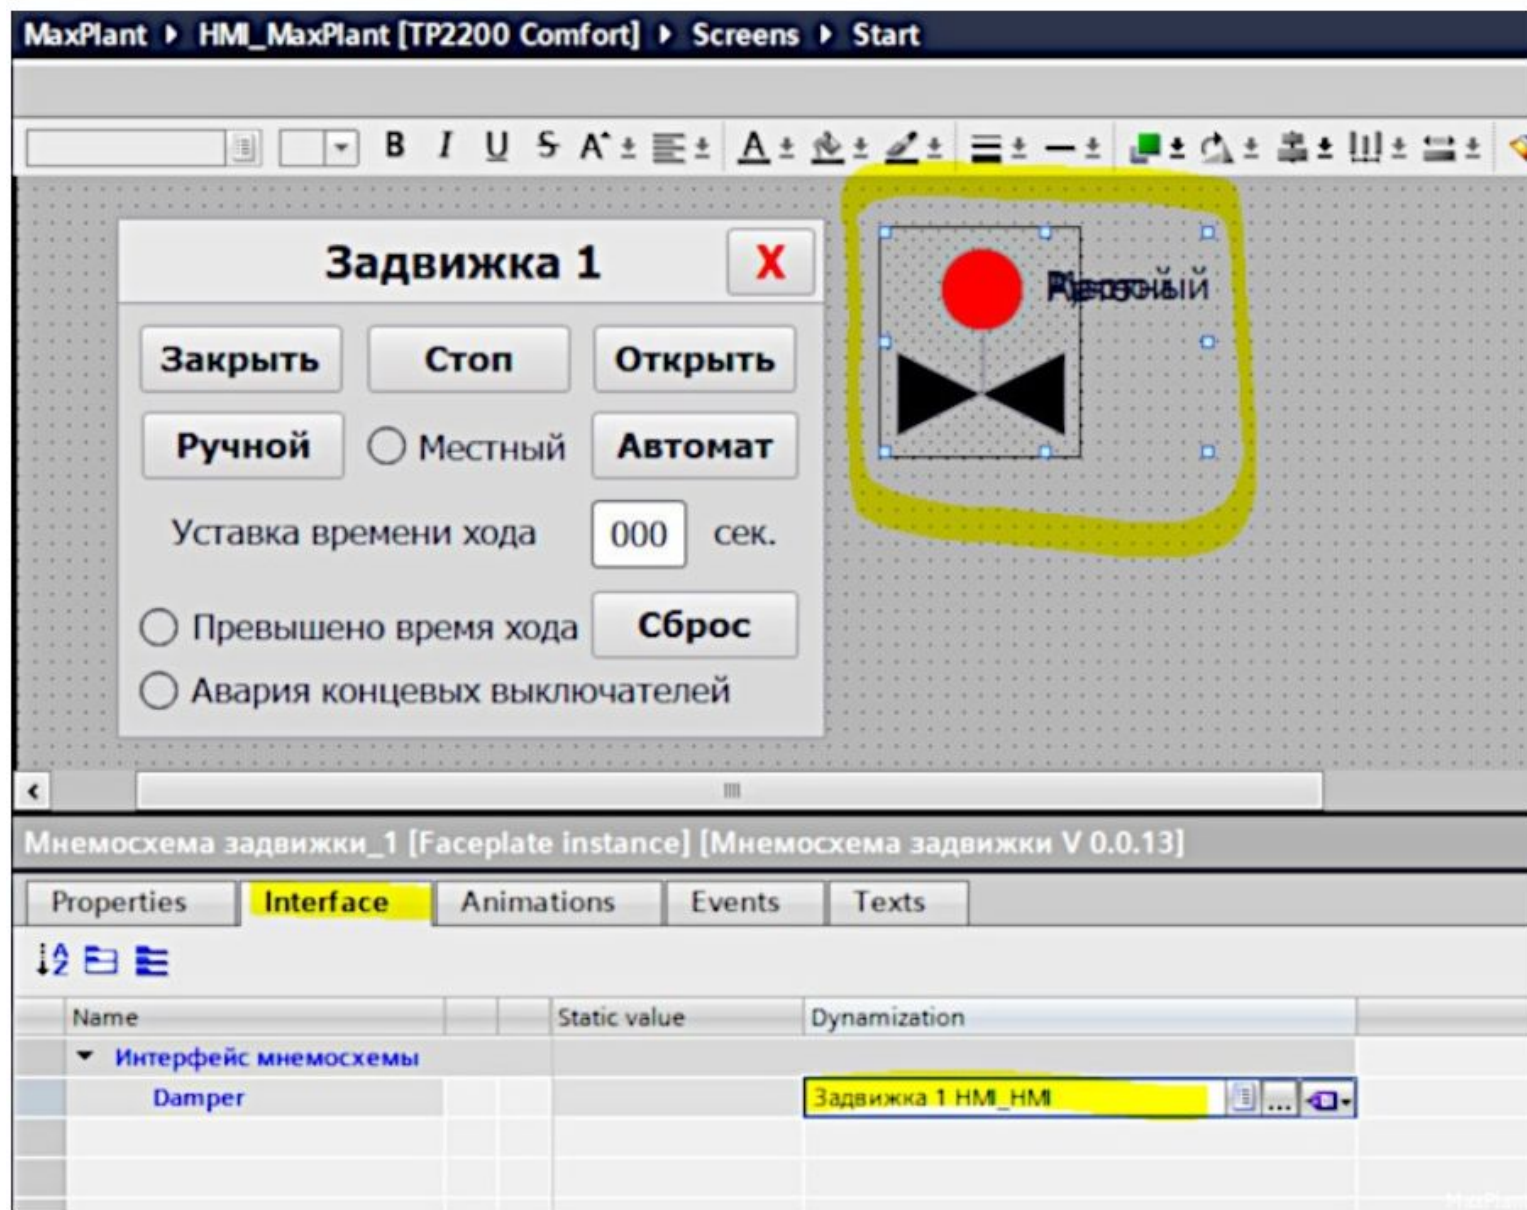 MaxPlant ▸ HMI_MaxPlant [TP2200 Comfort] ▸ Screens ▸ Start
B I U S A A
Задвижка 1 X
Закрыть Стоп Открыть
Ручной Местный Автомат
Уставка времени хода 000 сек.
Превышено время хода Сброс
Авария концевых выключателей
Мнемосхема задвижки_1 [Faceplate instance] [Мнемосхема задвижки V 0.0.13]
Properties Interface Animations Events Texts
Name Static value Dynamization
Интерфейс мнемосхемы
Damper Задвижка 1 HMI_HMI ...
MaxPlant